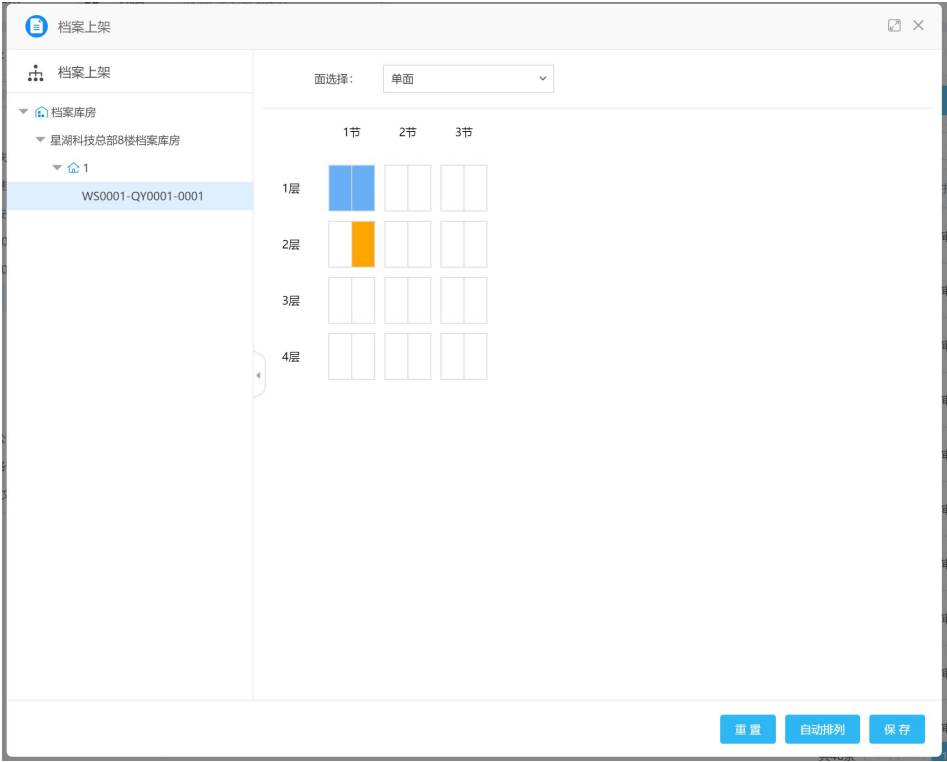 档案上架
档案上架
面选择： 单面
档案库房
星湖科技总部8楼档案库房
1
WS0001-QY0001-0001
1节 2节 3节
1层
2层
3层
4层
重置 自动排列 保存